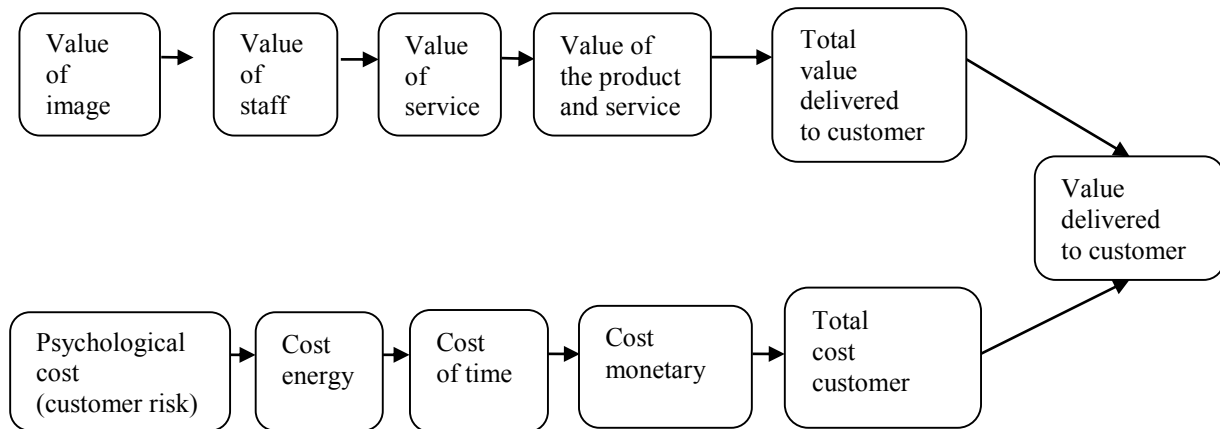 Value
of
image
Value
of
staff
Value
of
service
Value of
the product
and service
Total
value
delivered
to customer
Value
delivered
to customer
Psychological
cost
(customer risk)
Cost
energy
Cost
of time
Cost
monetary
Total
cost
customer